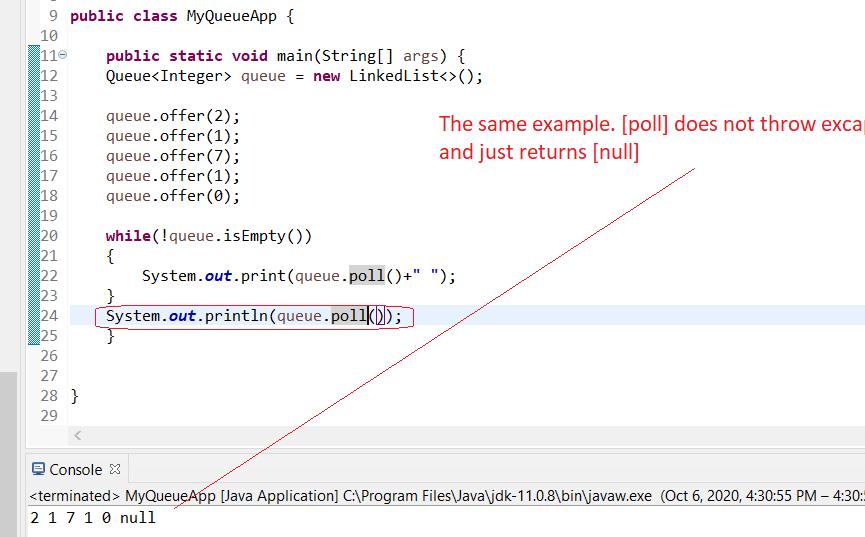 9 public class MyQueueApp {
10
11 public static void main(String[] args) {
12 Queue<Integer> queue = new LinkedList<>();
13
14 queue.offer(2);
The same example. [poll] does not throw
15 queue.offer(1);
and just returns [null]
16 queue.offer(7);
17 queue.offer(1);
18 queue.offer(0);
19
20 while(!queue.isEmpty())
21 {
22 System.out.print(queue.poll()+" ");
23 }
24 System.out.println(queue.poll());
25 }
26
27
28 }
29
Console
<terminated> MyQueueApp [Java Application] C:\Program Files\Java\jdk-11.0.8\bin\javaw.exe (Oct 6, 2020, 4:30:55 PM – 4:30:
2 1 7 1 0 null